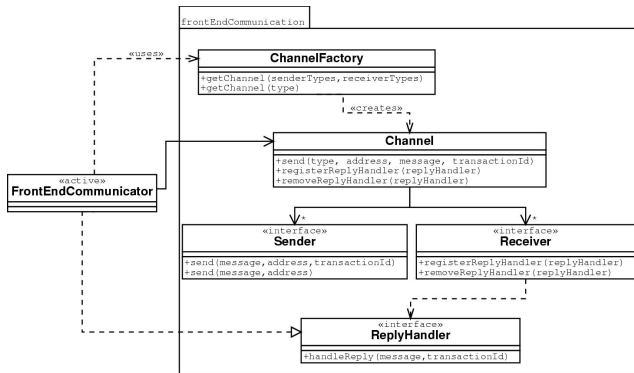 frontEndCommunication
«uses»
ChannelFactory
+getChannel(senderTypes,receiverTypes)
+getChannel(type)
«creates»
Channel
+send(type, address, message, transactionId)
+registerReplyHandler(replyHandler)
+removeReplyHandler(replyHandler)
«active»
FrontEndCommunicator
*
*
«interface»
Sender
+send(message,address,transactionId)
+send(message,address)
«interface»
Receiver
+registerReplyHandler(replyHandler)
+removeReplyHandler(replyHandler)
«interface»
ReplyHandler
+handleReply(message,transactionId)